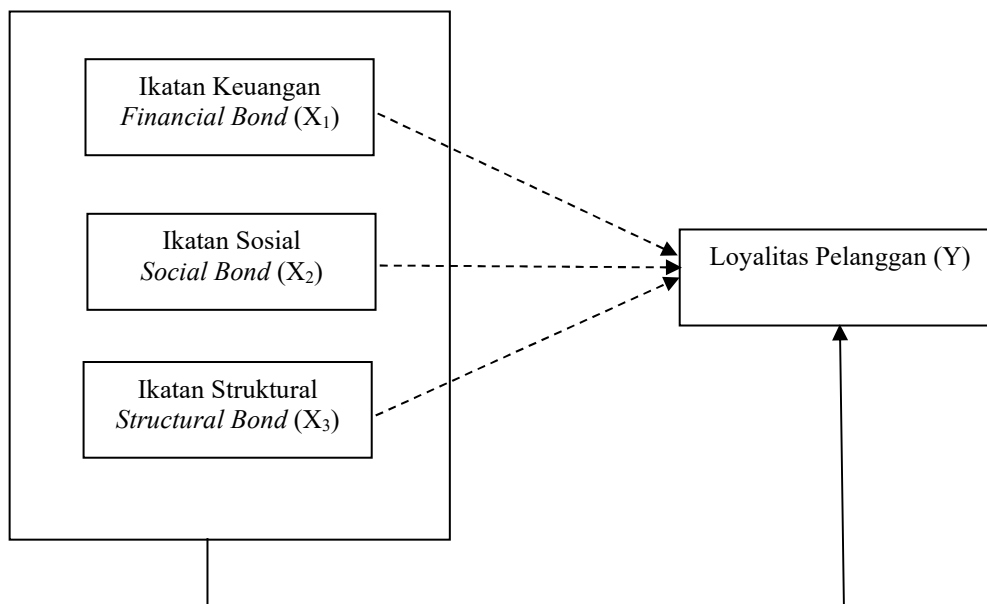 Ikatan Keuangan
Financial Bond (X₁)
Ikatan Sosial
Social Bond (X₂)
Loyalitas Pelanggan (Y)
Ikatan Struktural
Structural Bond (X₃)